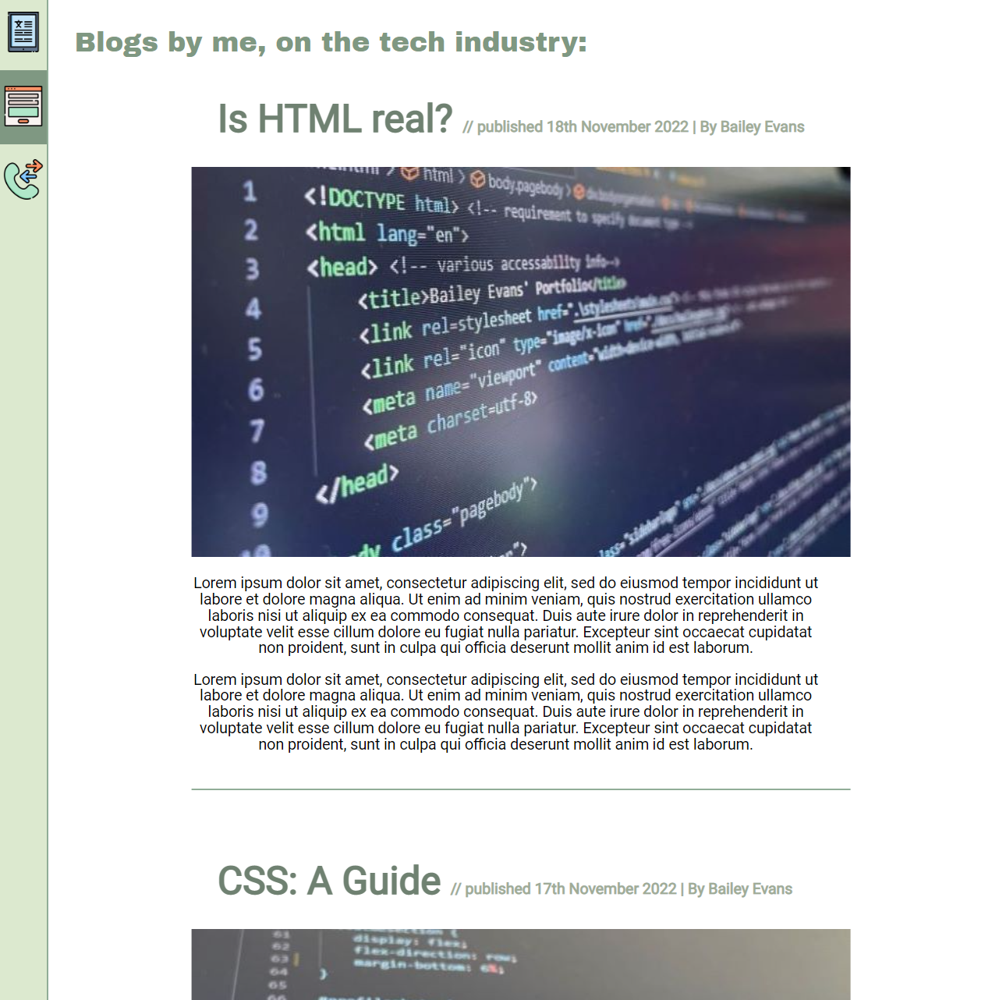 Blogs by me, on the tech industry:
Is HTML real? // published 18th November 2022 | By Bailey Evans
html > body.pagebody >
1 <!DOCTYPE html> <!-- requirement to specify document type -->
2 <html lang="en">
3 <head> <!-- various accessability info-->
4 <title>Bailey Evans' Portfolio</title>
5 <link rel=stylesheet href=".\stylesheets\
6 <link rel="icon" type="image/x-icon" href="
7 <meta name="viewport" content="width=device-width,
8 <meta charset=utf-8>
9 </head>
10
class="pagebody">
Lorem ipsum dolor sit amet, consectetur adipiscing elit, sed do eiusmod tempor incididunt ut
labore et dolore magna aliqua. Ut enim ad minim veniam, quis nostrud exercitation ullamco
laboris nisi ut aliquip ex ea commodo consequat. Duis aute irure dolor in reprehenderit in
voluptate velit esse cillum dolore eu fugiat nulla pariatur. Excepteur sint occaecat cupidatat
non proident, sunt in culpa qui officia deserunt mollit anim id est laborum.
Lorem ipsum dolor sit amet, consectetur adipiscing elit, sed do eiusmod tempor incididunt ut
labore et dolore magna aliqua. Ut enim ad minim veniam, quis nostrud exercitation ullamco
laboris nisi ut aliquip ex ea commodo consequat. Duis aute irure dolor in reprehenderit in
voluptate velit esse cillum dolore eu fugiat nulla pariatur. Excepteur sint occaecat cupidatat
non proident, sunt in culpa qui officia deserunt mollit anim id est laborum.
CSS: A Guide // published 17th November 2022 | By Bailey Evans
61
62 display: flex;
63 flex-direction: row;
64 margin-bottom: 6%;
65 }
66